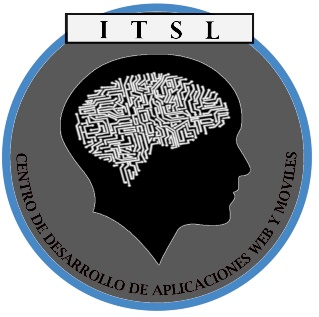 I T S L
CENTRO DE DESARROLLO DE APLICACIONES WEB Y MOVILES